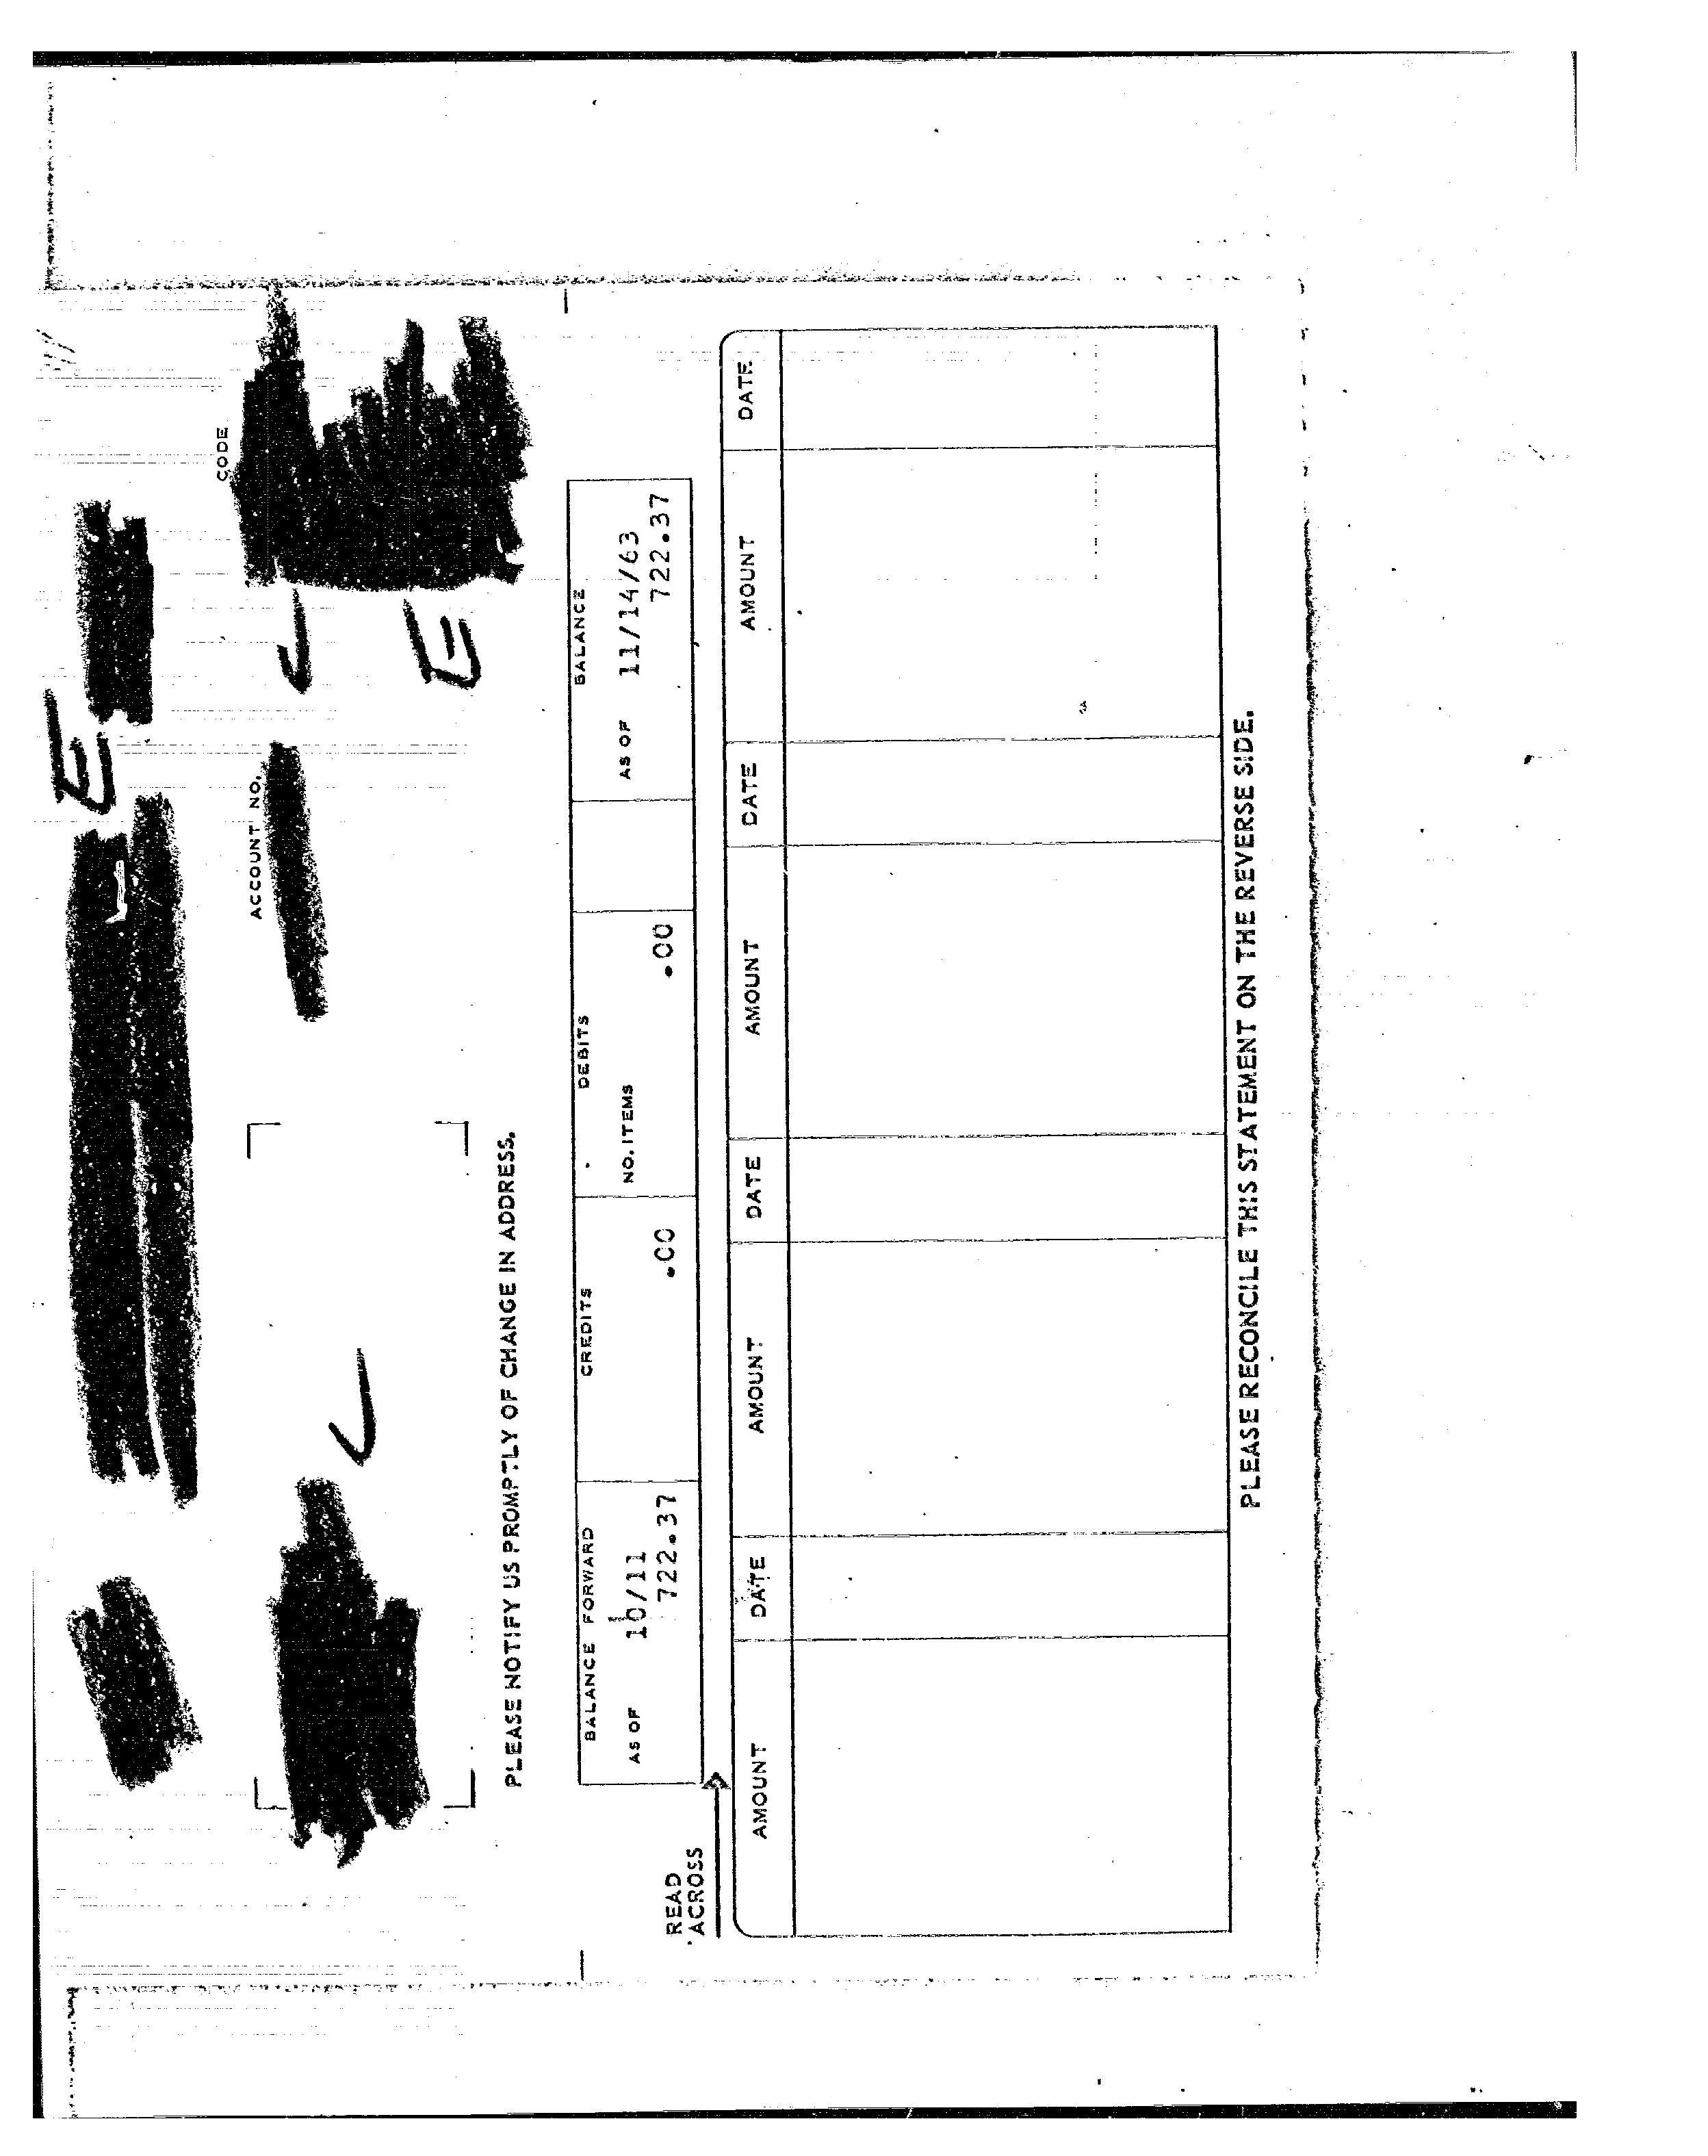 E
CODE
ACCOUNT NO.
C
E
C
PLEASE NOTIFY US PROMPTLY OF CHANGE IN ADDRESS.
BALANCE FORWARD CREDITS DEBITS BALANCE
AS OF 10/11 NO. ITEMS AS OF 11/14/63
722.37 .00 .00 722.37
READ
ACROSS
AMOUNT DATE AMOUNT DATE AMOUNT DATE AMOUNT DATE
PLEASE RECONCILE THIS STATEMENT ON THE REVERSE SIDE.